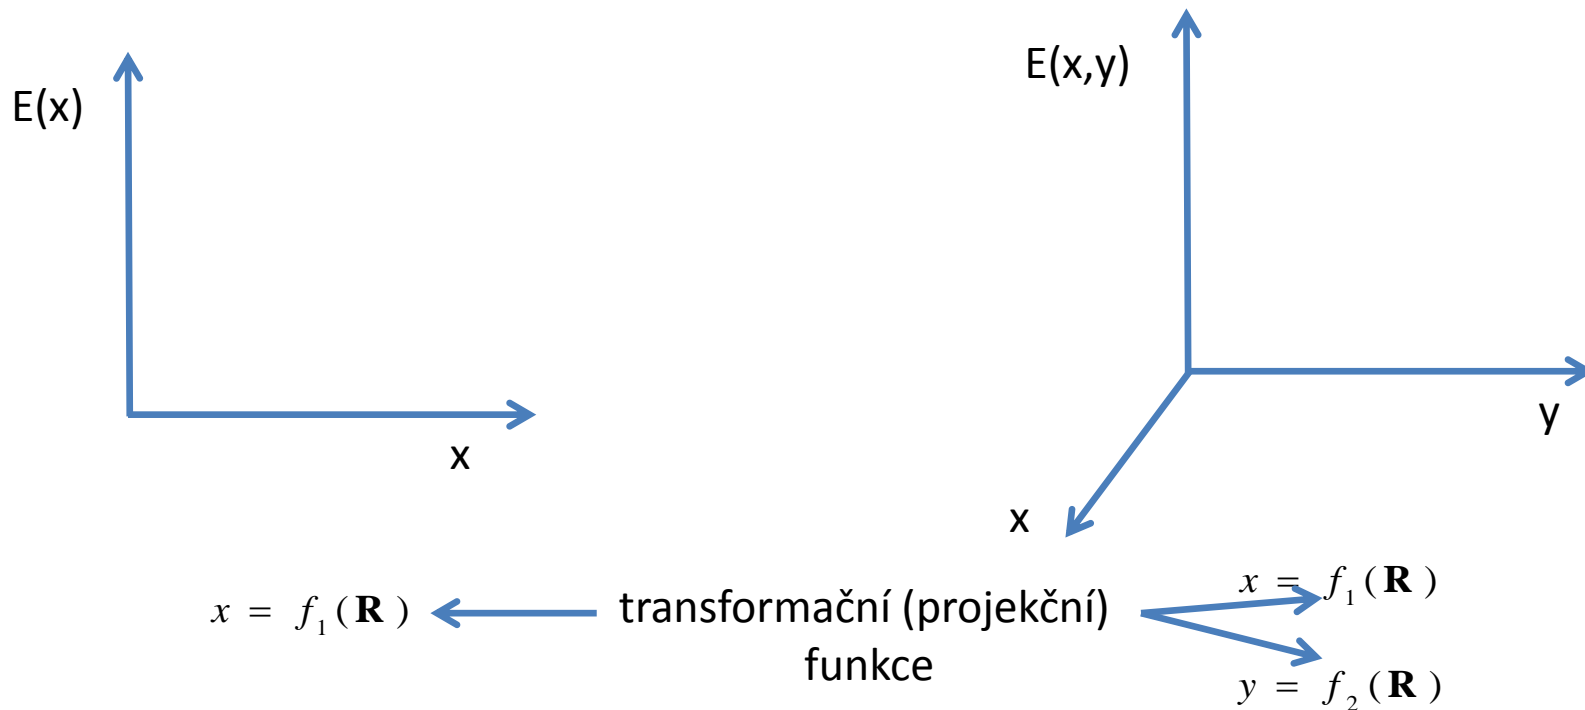 E(x)
x
E(x,y)
y
x
x = f₁(R)
transformační (projekční)
funkce
x = f₁(R)
y = f₂(R)